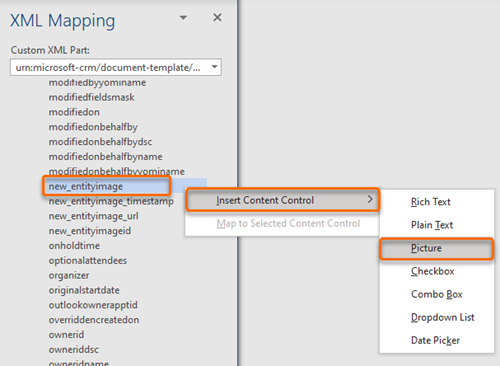 XML Mapping
Custom XML Part:
urn:microsoft-crm/document-template/...
modifiedbyyominame
modifiedfieldsmask
modifiedon
modifiedonbehalfby
modifiedonbehalfbydsc
modifiedonbehalfbyname
modifiedonbehalfbyyominame
new_entityimage
new_entityimage_timestamp
new_entityimage_url
new_entityimageid
onholdtime
optionalattendees
organizer
originalstartdate
outlookownerapptid
overriddencreatedon
ownerid
owneriddsc
owneridname
Insert Content Control
Map to Selected Content Control
Rich Text
Plain Text
Picture
Checkbox
Combo Box
Dropdown List
Date Picker